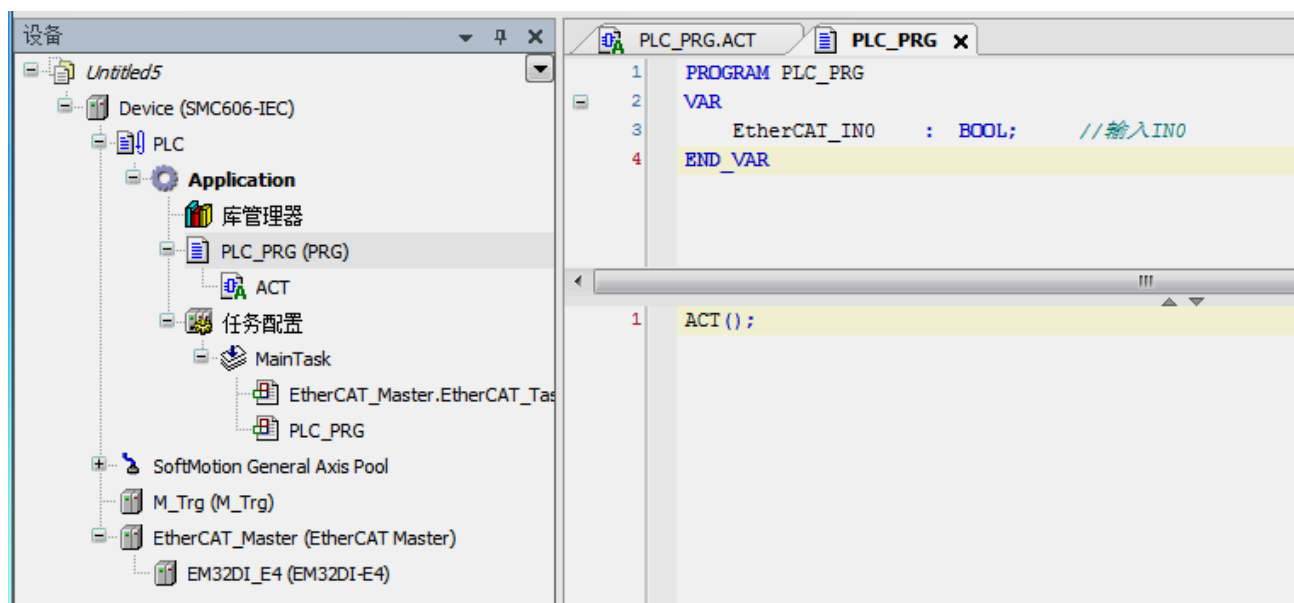 设备
Untitled5
Device (SMC606-IEC)
PLC
Application
库管理器
PLC_PRG (PRG)
ACT
任务配置
MainTask
EtherCAT_Master.EtherCAT_Tas
PLC_PRG
SoftMotion General Axis Pool
M_Trg (M_Trg)
EtherCAT_Master (EtherCAT Master)
EM32DI_E4 (EM32DI-E4)
PLC_PRG.ACT PLC_PRG
1 PROGRAM PLC_PRG
2 VAR
3 EtherCAT_IN0 : BOOL; //输入IN0
4 END_VAR
1 ACT();